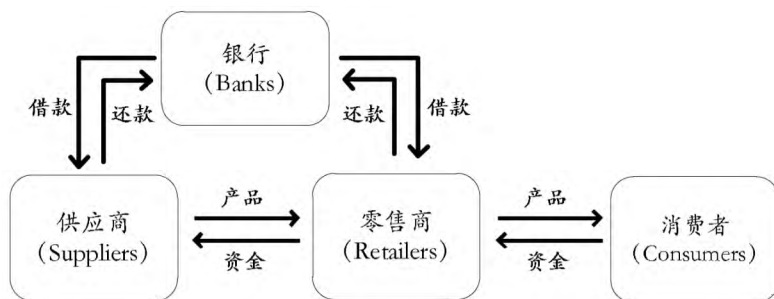 银行
(Banks)
借款
还款
还款
借款
供应商
(Suppliers)
产品
资金
零售商
(Retailers)
产品
资金
消费者
(Consumers)